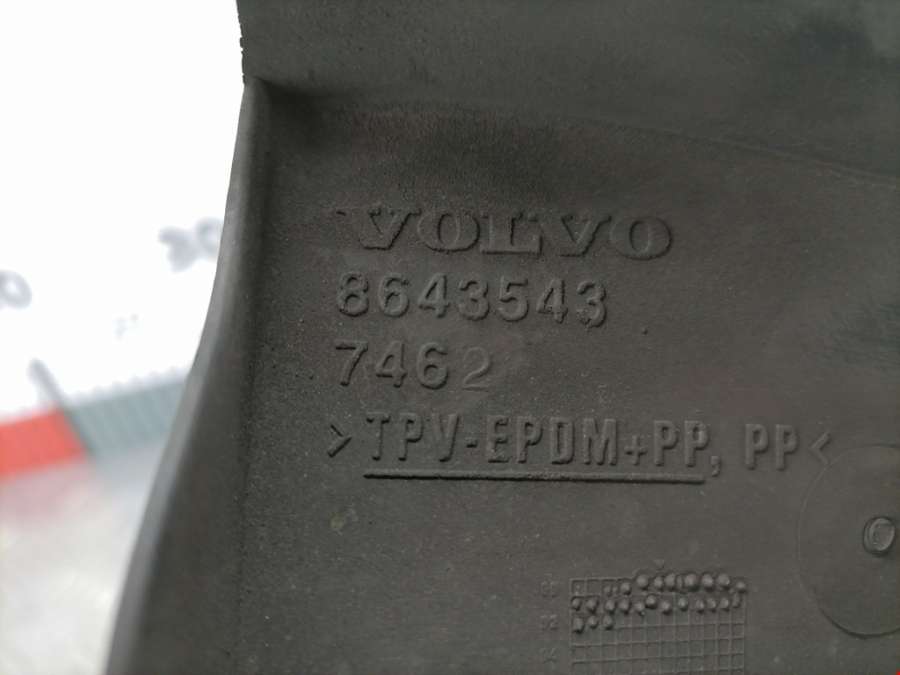 VOLVO
8643543
7462
>TPV-EPDM+PP, PP<